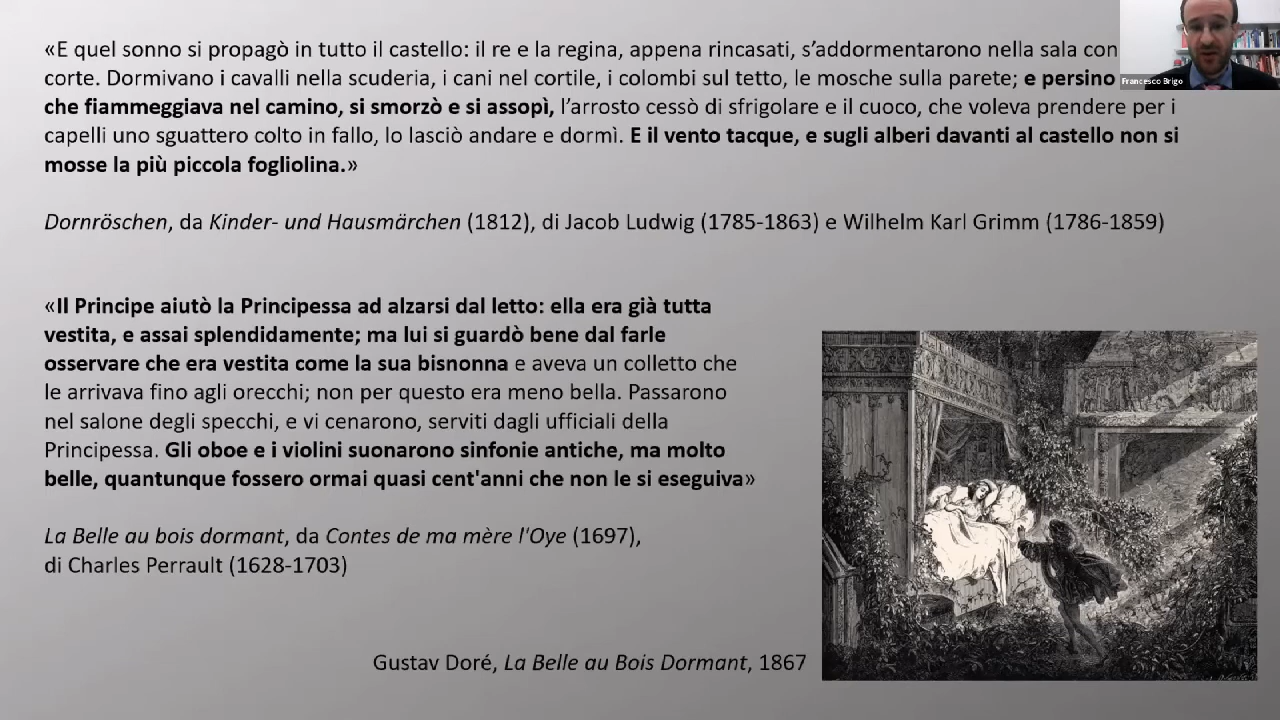 «E quel sonno si propagò in tutto il castello: il re e la regina, appena rincasati, s’addormentarono nella sala con
Francesco Brigo
corte. Dormivano i cavalli nella scuderia, i cani nel cortile, i colombi sul tetto, le mosche sulla parete; e persino
che fiammeggiava nel camino, si smorzò e si assopì, l’arrosto cessò di sfrigolare e il cuoco, che voleva prendere per i
capelli uno sguattero colto in fallo, lo lasciò andare e dormì. E il vento tacque, e sugli alberi davanti al castello non si
mosse la più piccola fogliolina.»
Dornröschen, da Kinder- und Hausmärchen (1812), di Jacob Ludwig (1785-1863) e Wilhelm Karl Grimm (1786-1859)
«Il Principe aiutò la Principessa ad alzarsi dal letto: ella era già tutta
vestita, e assai splendidamente; ma lui si guardò bene dal farle
osservare che era vestita come la sua bisnonna e aveva un colletto che
le arrivava fino agli orecchi; non per questo era meno bella. Passarono
nel salone degli specchi, e vi cenarono, serviti dagli ufficiali della
Principessa. Gli oboe e i violini suonarono sinfonie antiche, ma molto
belle, quantunque fossero ormai quasi cent'anni che non le si eseguiva»
La Belle au bois dormant, da Contes de ma mère l'Oye (1697),
di Charles Perrault (1628-1703)
Gustav Doré, La Belle au Bois Dormant, 1867